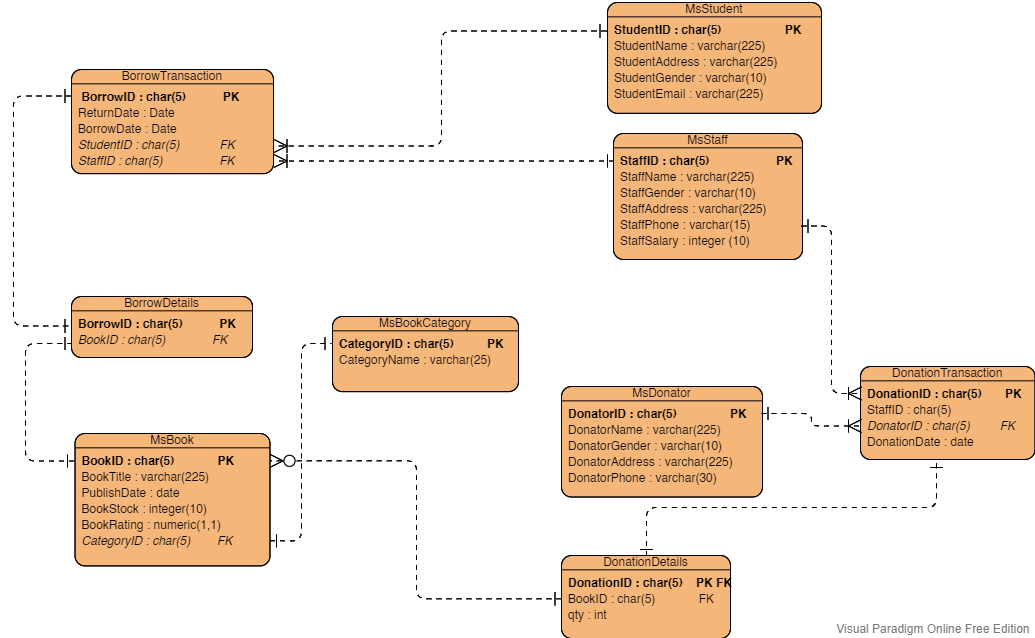 MsStudent
StudentID : char(5) PK
StudentName : varchar(225)
StudentAddress : varchar(225)
StudentGender : varchar(10)
StudentEmail : varchar(225)
BorrowTransaction
BorrowID : char(5) PK
ReturnDate : Date
BorrowDate : Date
StudentID : char(5) FK
StaffID : char(5) FK
MsStaff
StaffID : char(5) PK
StaffName : varchar(225)
StaffGender : varchar(10)
StaffAddress : varchar(225)
StaffPhone : varchar(15)
StaffSalary : integer (10)
BorrowDetails
BorrowID : char(5) PK
BookID : char(5) FK
MsBookCategory
CategoryID : char(5) PK
CategoryName : varchar(25)
DonationTransaction
DonationID : char(5) PK
StaffID : char(5)
DonatorID : char(5) FK
DonationDate : date
MsDonator
DonatorID : char(5) PK
DonatorName : varchar(225)
DonatorGender : varchar(10)
DonatorAddress : varchar(225)
DonatorPhone : varchar(30)
MsBook
BookID : char(5) PK
BookTitle : varchar(225)
PublishDate : date
BookStock : integer(10)
BookRating : numeric(1,1)
CategoryID : char(5) FK
DonationDetails
DonationID : char(5) PK FK
BookID : char(5) FK
qty : int
Visual Paradigm Online Free Edition